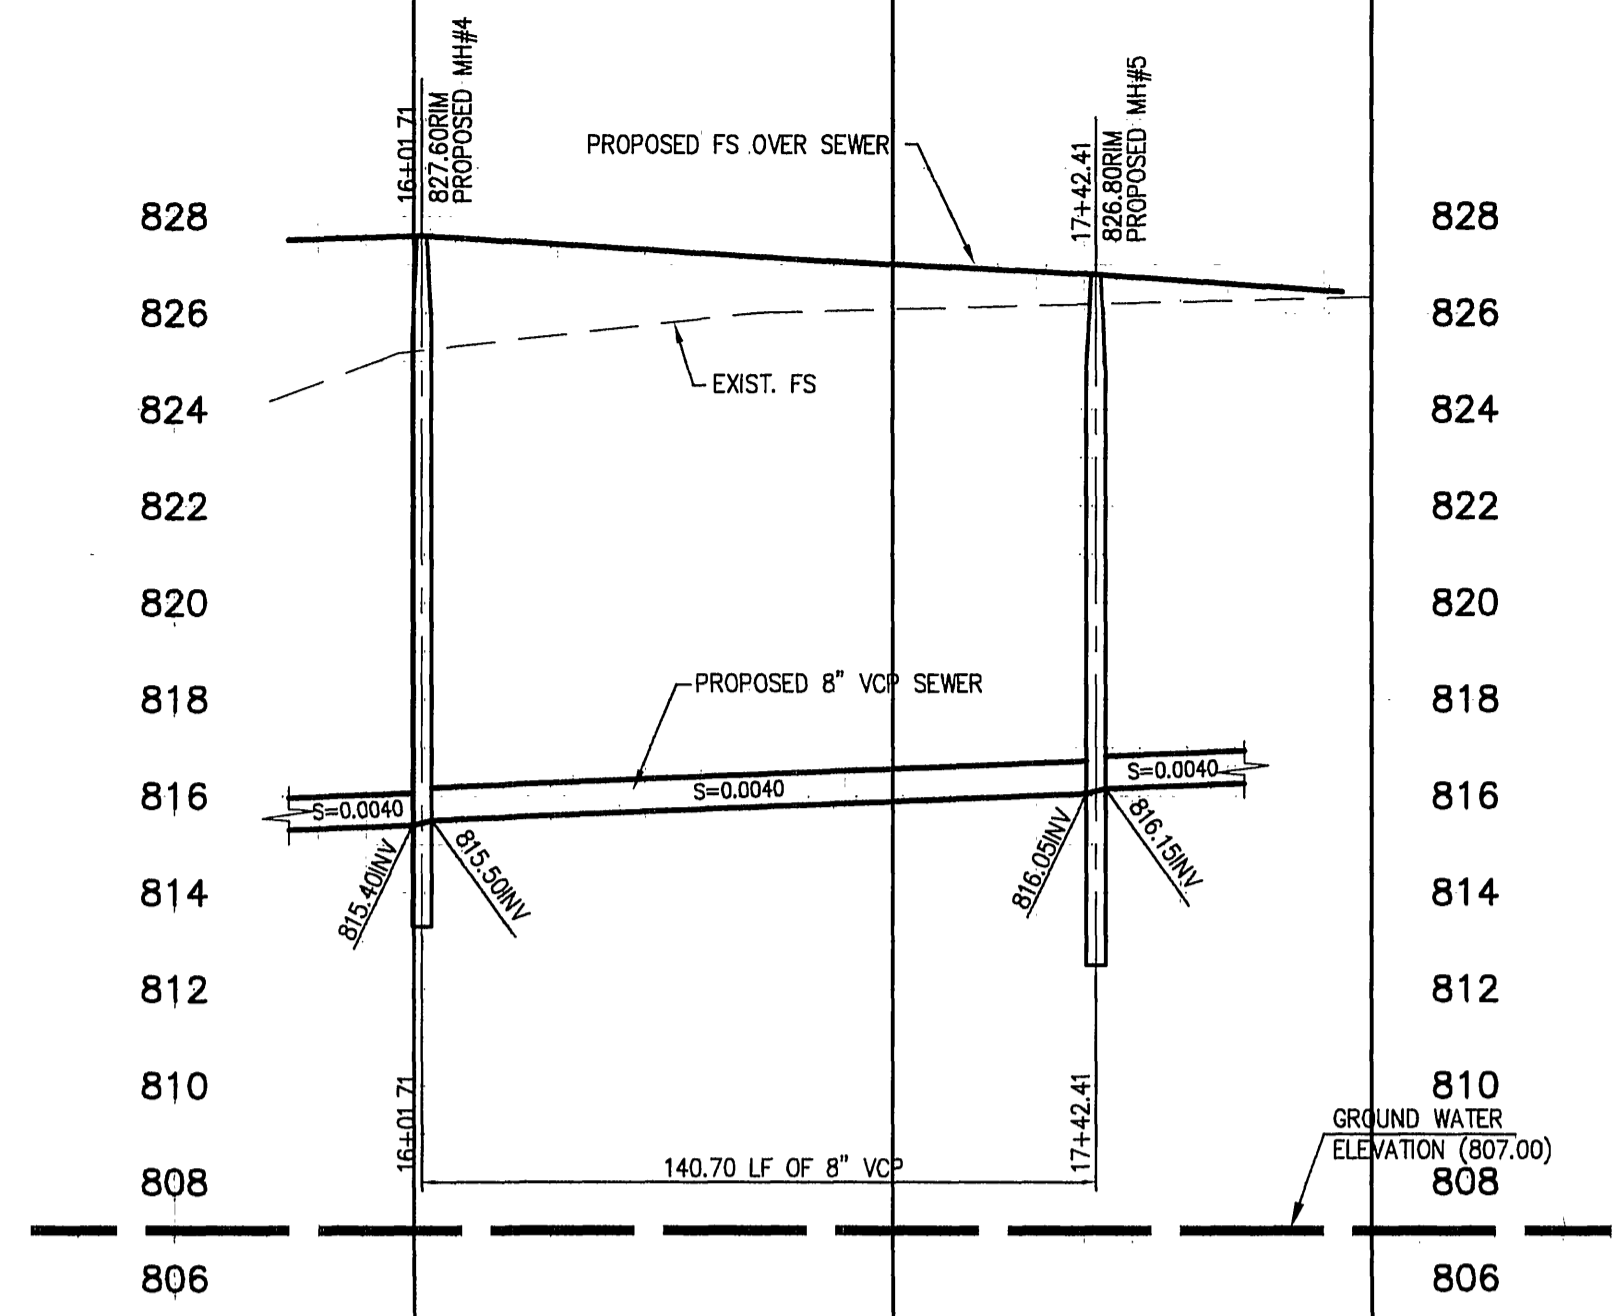 16+01.71
827.60RIM
PROPOSED MH#4
PROPOSED FS OVER SEWER
17+42.41
826.80RIM
PROPOSED MH#5
828
828
826
826
EXIST. FS
824
824
822
822
820
820
PROPOSED 8" VCP SEWER
818
818
S=0.0040
S=0.0040
S=0.0040
816
816
815.40INV
815.50INV
816.05INV
816.15INV
814
814
812
812
810
810
16+01.71
17+42.41
GROUND WATER
ELEVATION (807.00)
140.70 LF OF 8" VCP
808
808
806
806